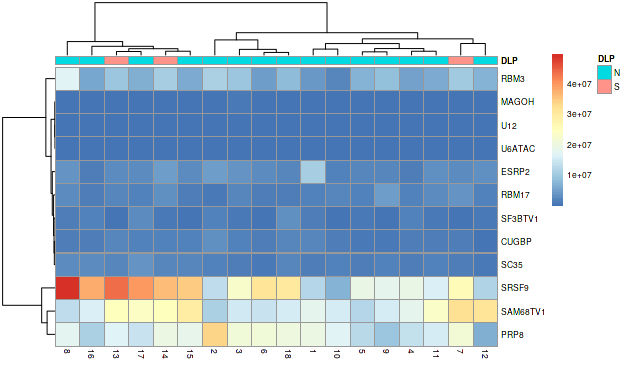 DLP
DLP
N
S
RBM3
MAGOH
U12
U6ATAC
ESRP2
RBM17
SF3BTV1
CUGBP
SC35
SRSF9
SAM68TV1
PRP8
4e+07
3e+07
2e+07
1e+07
8 16 13 17 14 15 2 3 6 18 1 10 5 9 4 11 7 12